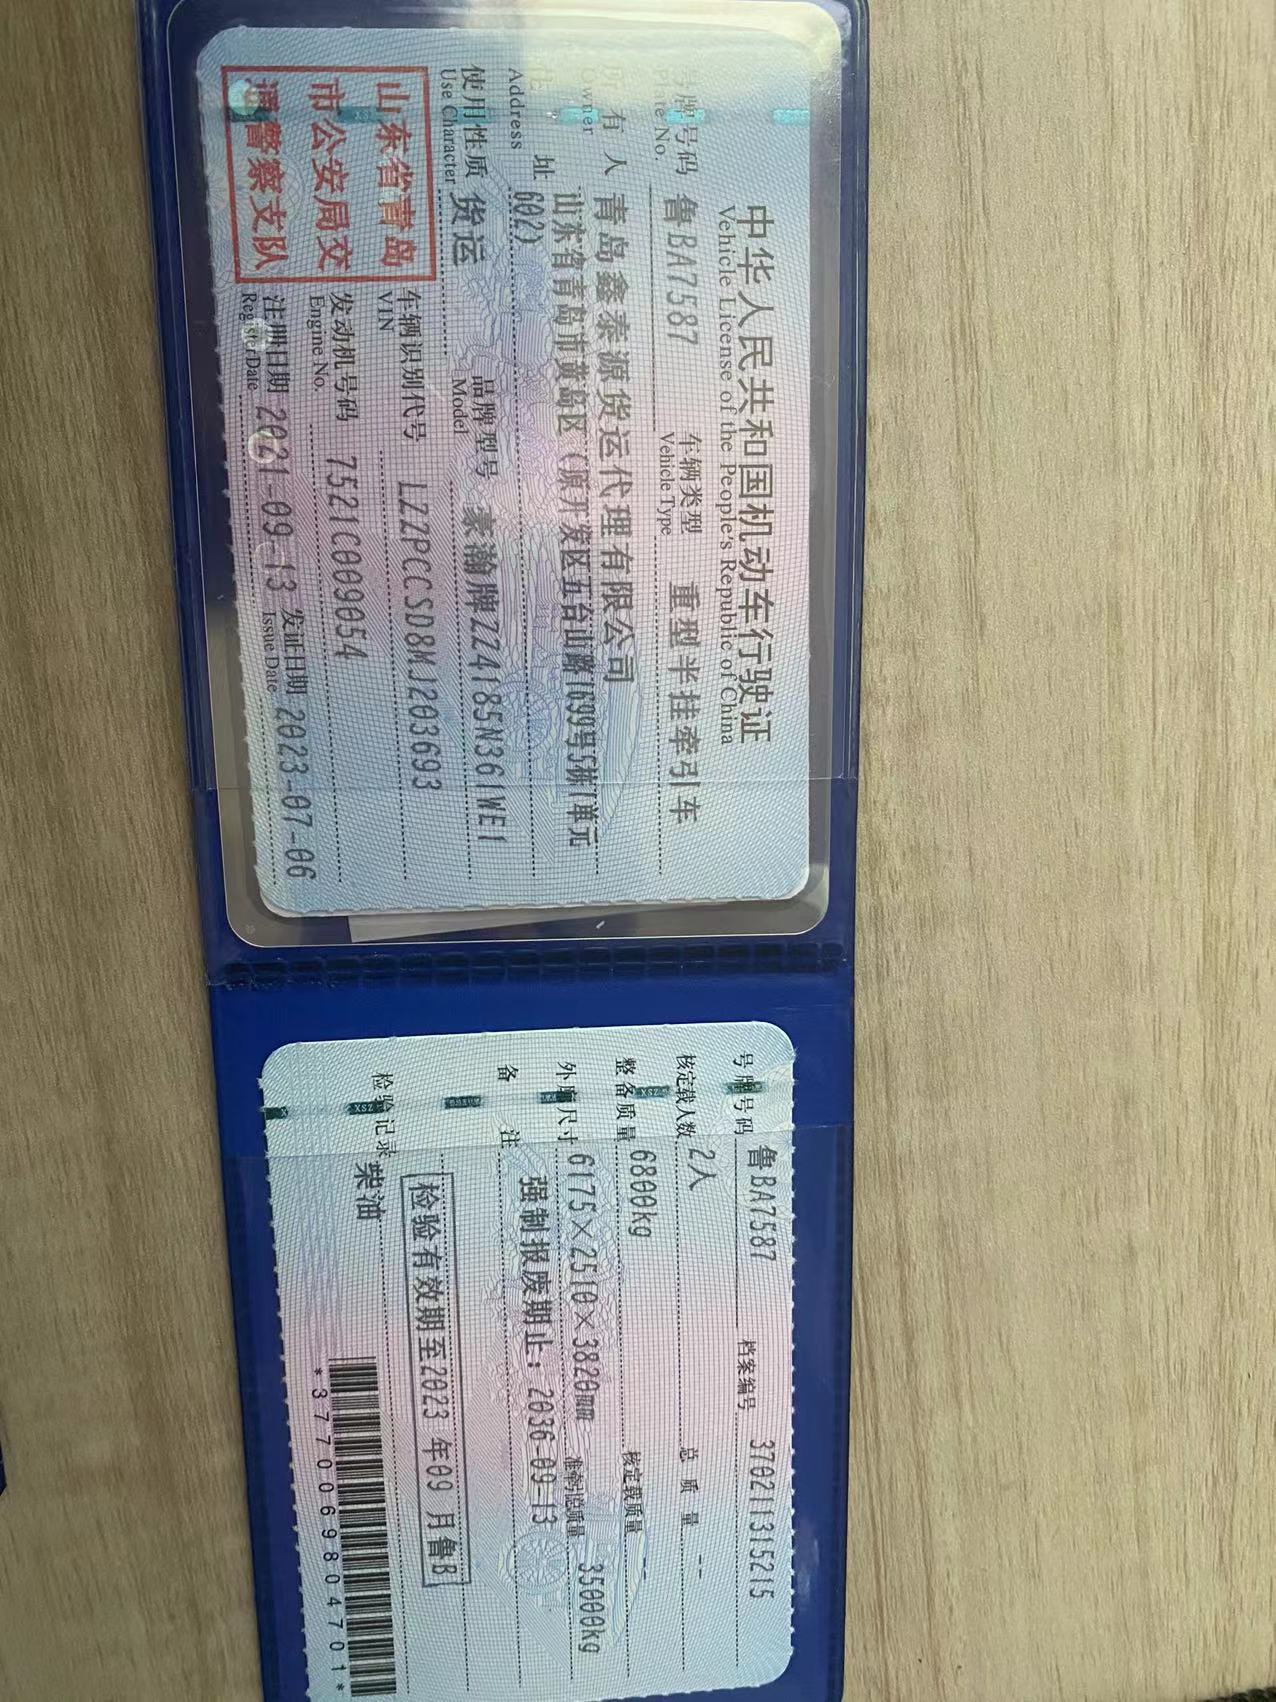 中华人民共和国机动车行驶证
Vehicle License of the People's Republic of China
号牌号码 鲁BA7587 车辆类型 重型半挂牵引车
Plate No. Vehicle Type
所有人 青岛鑫泰源货运代理有限公司
Owner
住址 山东省青岛市黄岛区（原开发区五台山路1699号5栋1单元
602）
Address
使用性质 货运 品牌型号 豪瀚牌ZZ4185N361WE1
Use Character Model
山东省青岛
市公安局交
通警察支队
车辆识别代号 LZZPCCSD8MJ203693
VIN
发动机号码 7521C009054
Engine No.
注册日期 2021-09-13 发证日期 2023-07-06
Register Date Issue Date
号牌号码 鲁BA7587 档案编号 370211315215
核定载人数 2人 总质量 --
整备质量 6800kg 核定载质量 --
外廓尺寸 6175×2510×3820mm 准牵引总质量 35000kg
备注 强制报废期止：2036-09-13
检验有效期至2023年09月鲁B
检验记录 柴油
*3770069804701*